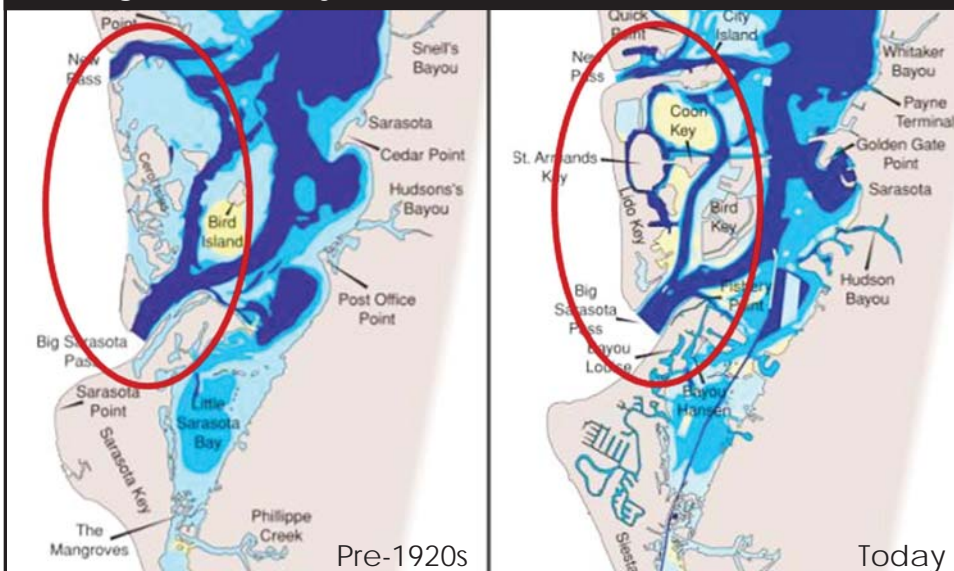 Point
New
Pass
Snell's
Bayou
Sarasota
Cedar Point
Hudsons's
Bayou
Bird
Island
Post Office
Point
Big Sarasota
Pass
Sarasota
Point
Little
Sarasota
Bay
Sarasota Key
The
Mangroves
Phillippe
Creek
Pre-1920s
Quick
Point
City
Island
New
Pass
Whitaker
Bayou
Payne
Terminal
Coon
Key
Golden Gate
Point
St. Armands
Key
Sarasota
Lido Key
Bird
Key
Hudson
Bayou
Big
Sarasota
Pass
Fishery
Point
Bayou
Louise
Bayou
Hansen
Siesta
Today